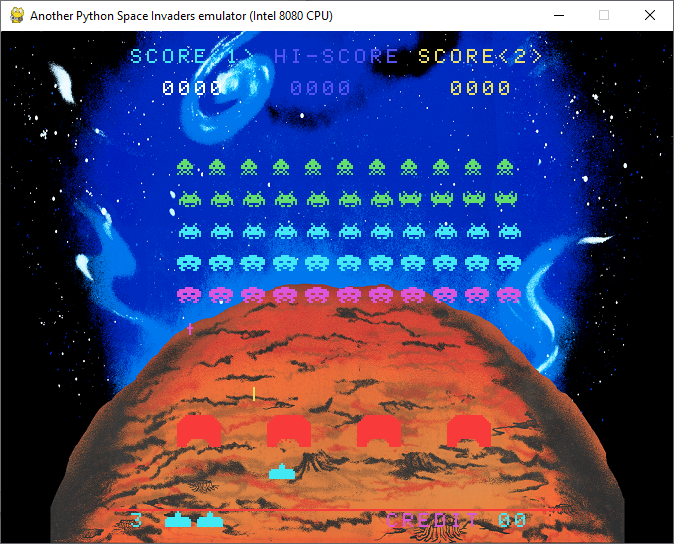 Another Python Space Invaders emulator (Intel 8080 CPU)
SCORE<1> HI-SCORE SCORE<2>
0000 0000 0000
3 CREDIT 00